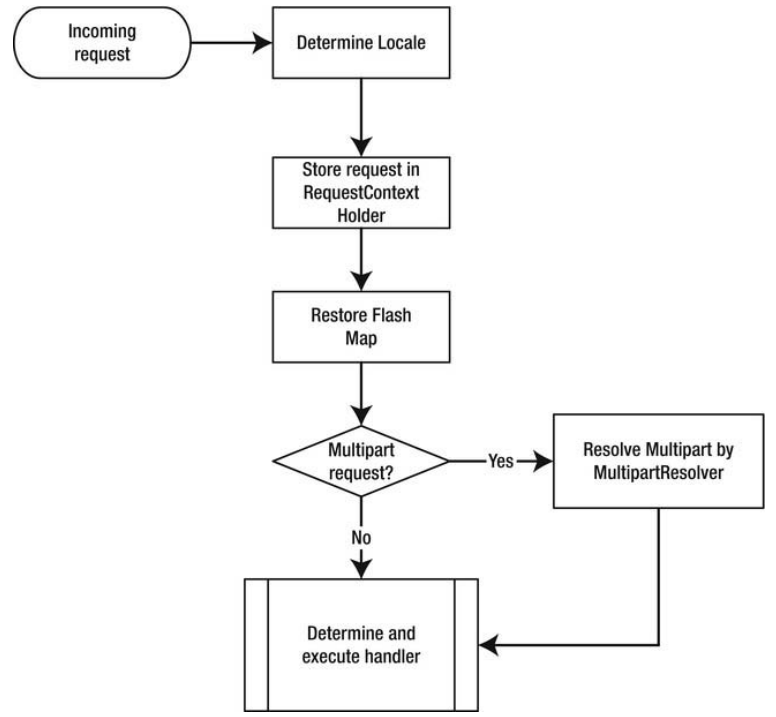 Incoming
request
Determine Locale
Store request in
RequestContext
Holder
Restore Flash
Map
Multipart
request?
Yes
Resolve Multipart by
MultipartResolver
No
Determine and
execute handler